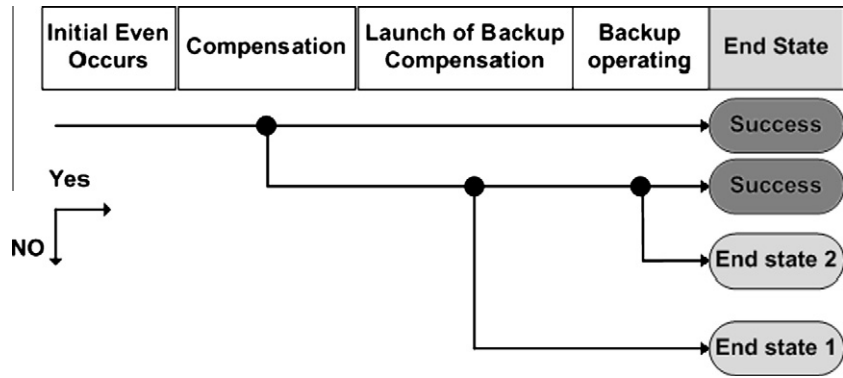 Initial Even
Occurs
Compensation
Launch of Backup
Compensation
Backup
operating
End State
Success
Success
Yes
NO
End state 2
End state 1